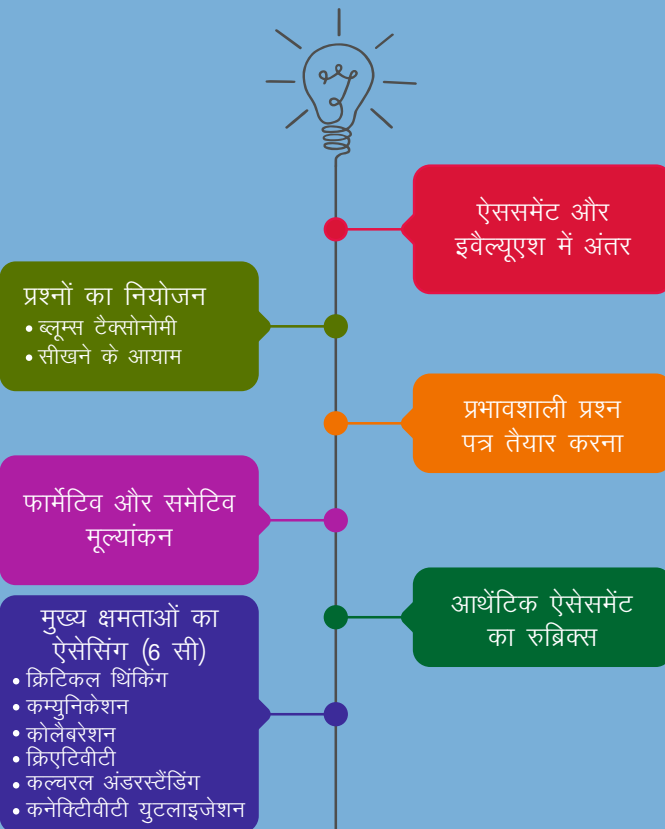 ऐससमेंट और
इवैल्यूएश में अंतर
प्रश्नों का नियोजन
• ब्लूम्स टैक्सोनोमी
• सीखने के आयाम
प्रभावशाली प्रश्न
पत्र तैयार करना
फार्मेटिव और समेटिव
मूल्यांकन
आथेंटिक ऐसेसमेंट
का रुब्रिक्स
मुख्य क्षमताओं का
ऐसेसिंग (6 सी)
• क्रिटिकल थिंकिंग
• कम्युनिकेशन
• कोलैबरेशन
• क्रिएटिवीटी
• कल्चरल अंडरस्टैंडिंग
• कनेक्टिीवीटी युटलाइजेशन